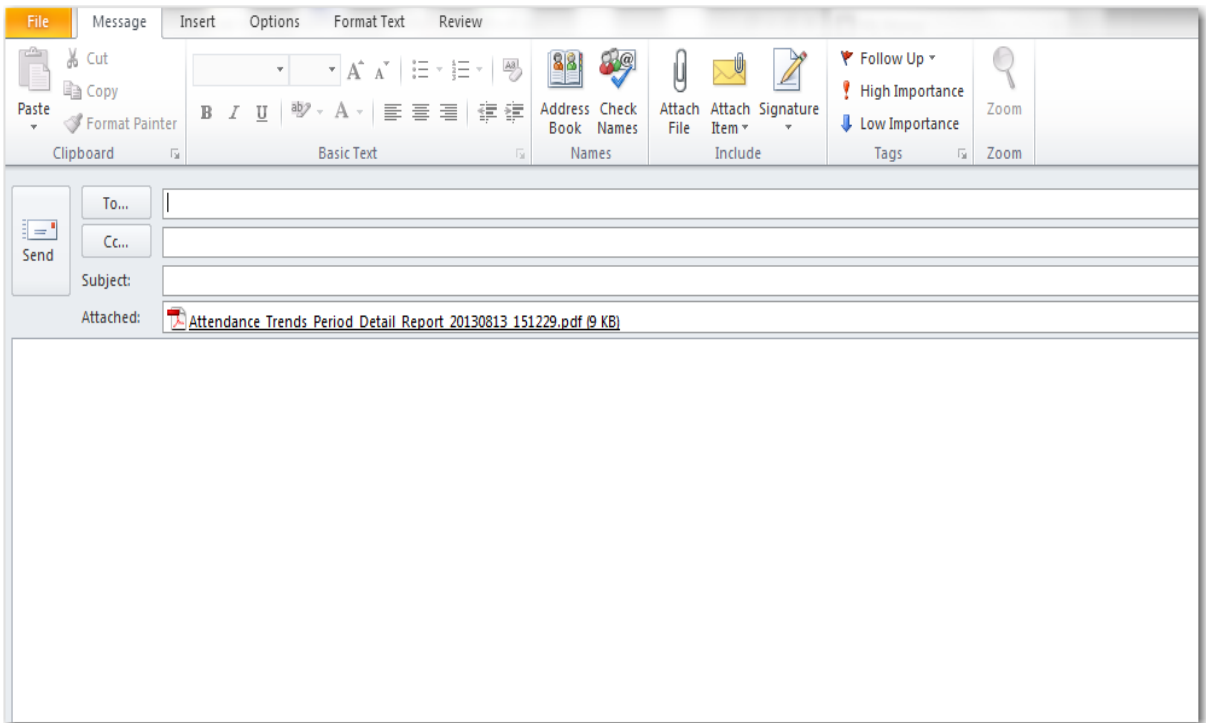 File Message Insert Options Format Text Review
Cut
Copy
Format Painter
Paste
Clipboard
B I U A
Basic Text
Address Book
Check Names
Names
Attach File
Attach Item
Signature
Include
Follow Up
High Importance
Low Importance
Tags
Zoom
Zoom
Send
To...
Cc...
Subject:
Attached: Attendance_Trends_Period_Detail_Report_20130813_151229.pdf (9 KB)